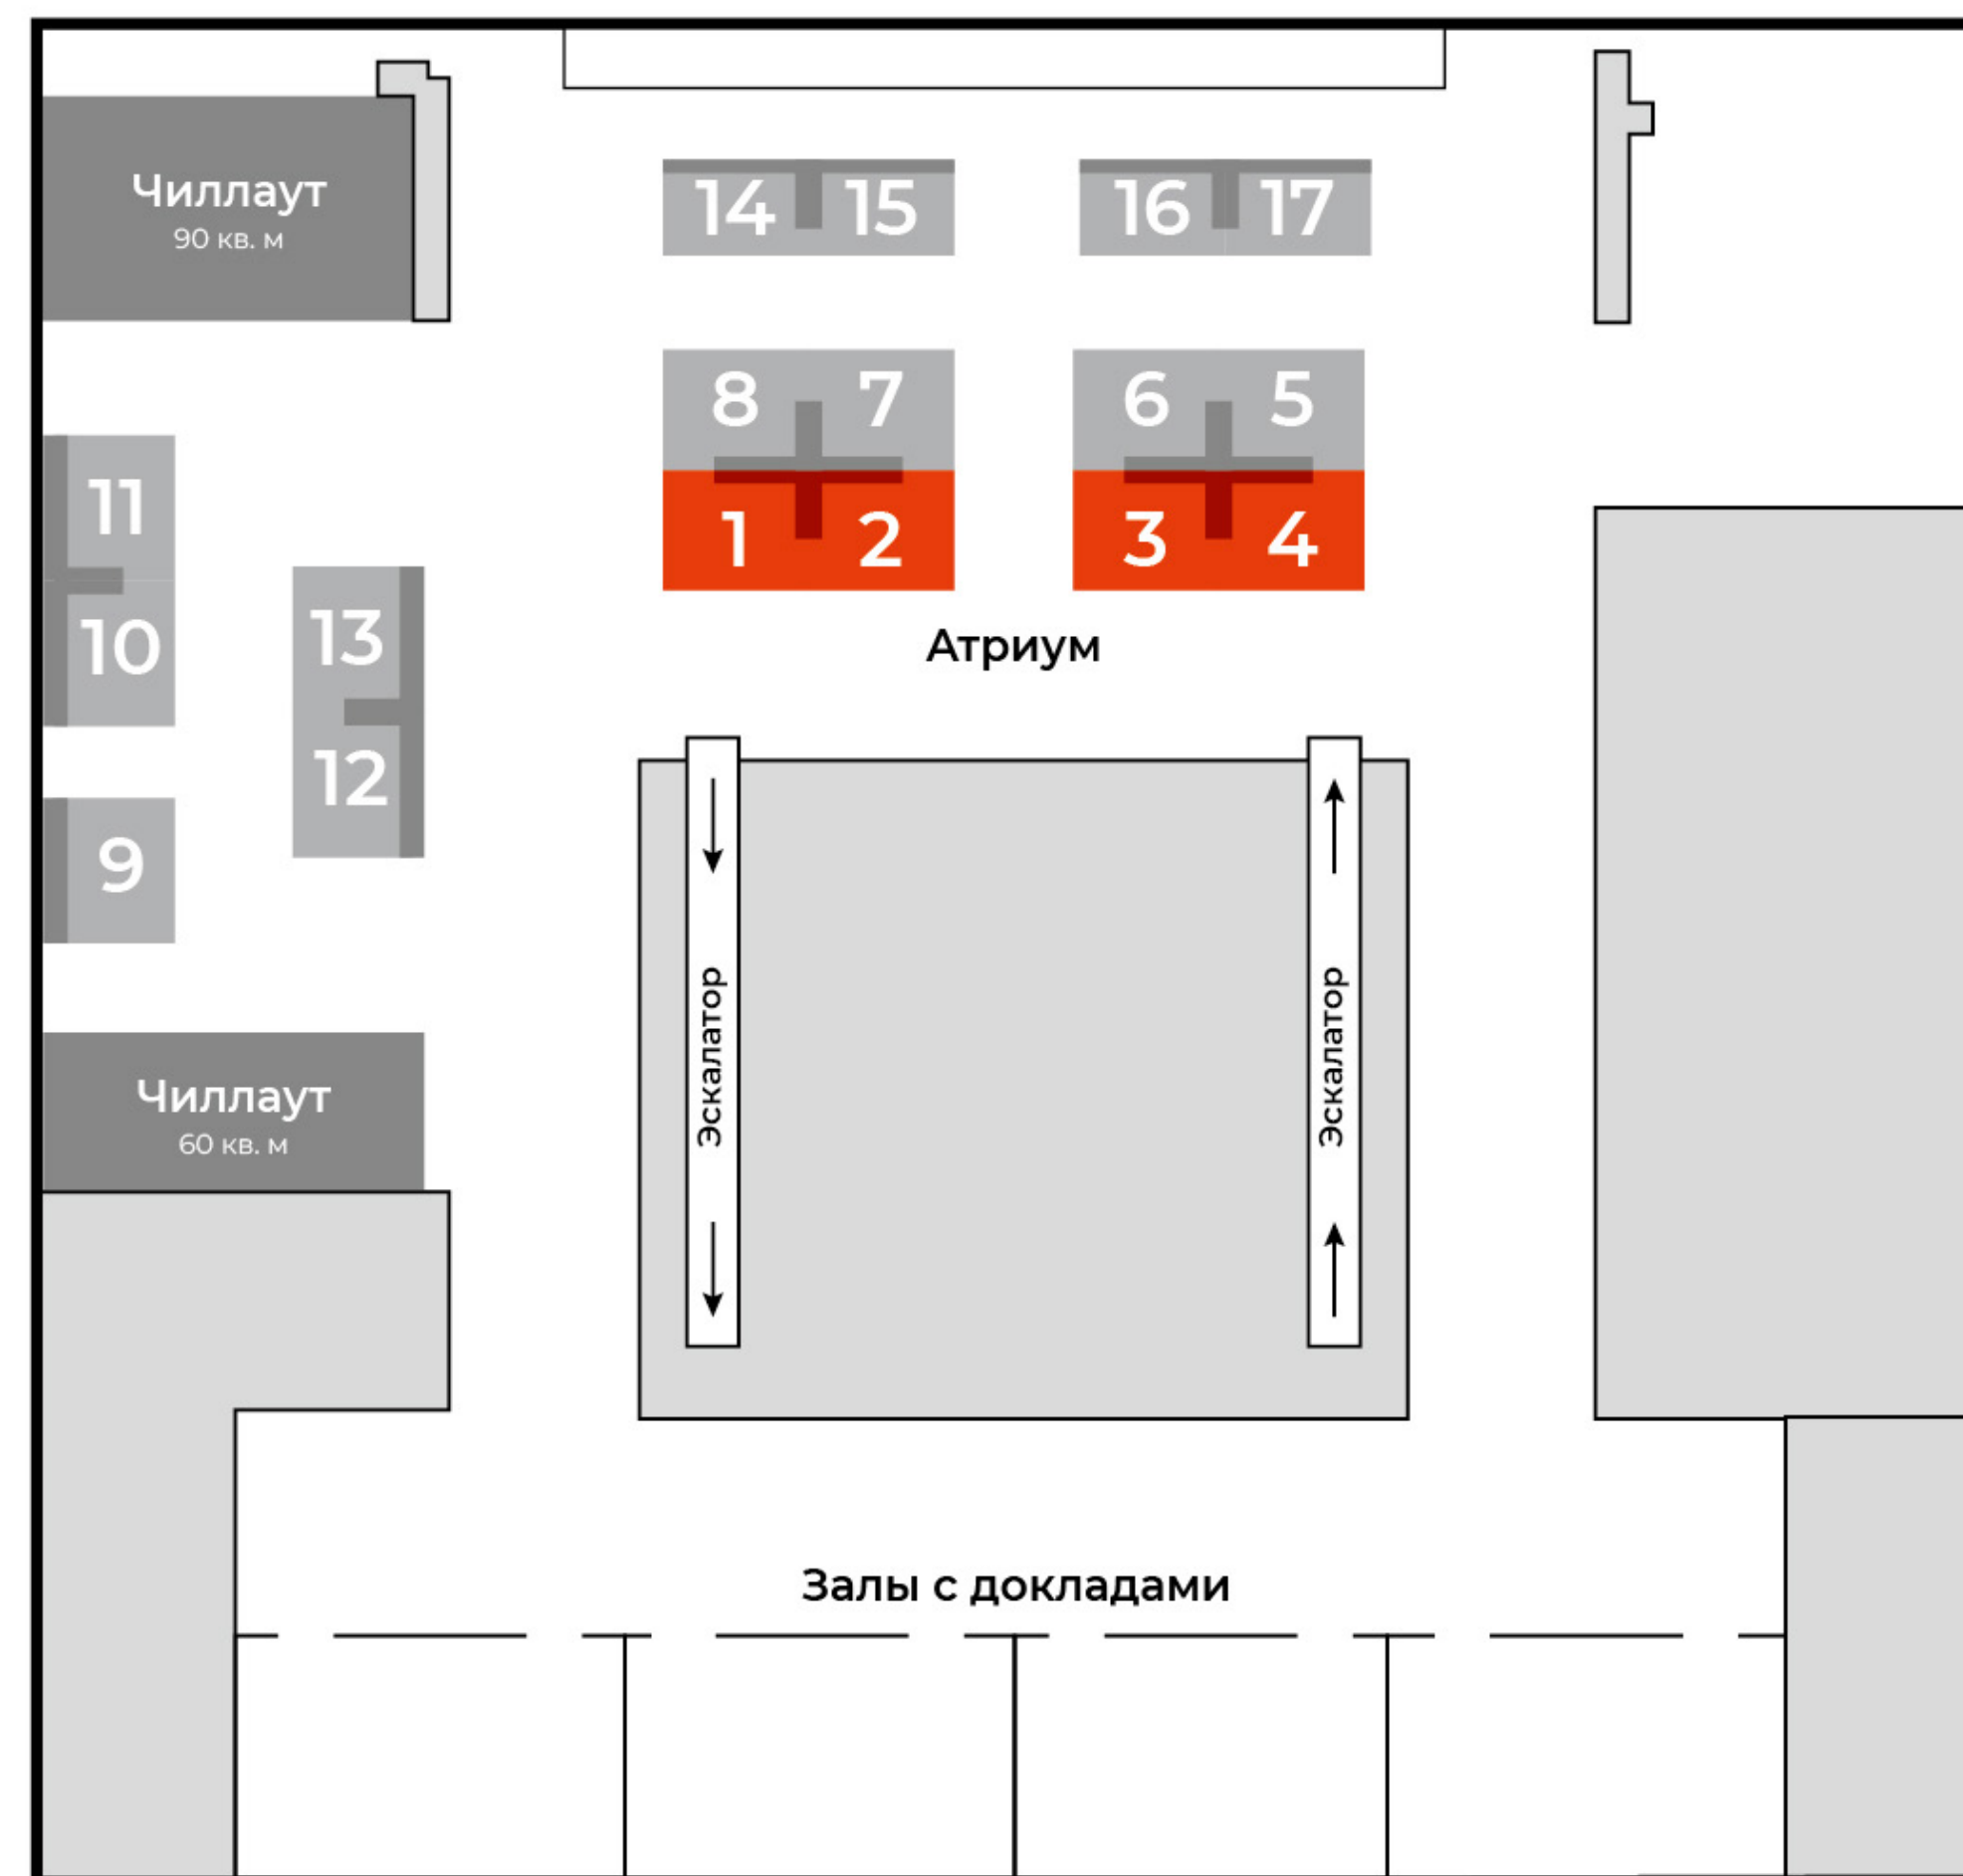 Чиллаут
90 кв. м
14 15 16 17
8 7 6 5
1 2 3 4
11
10
13
12
9
Атриум
Эскалатор
Эскалатор
Чиллаут
60 кв. м
Залы с докладами